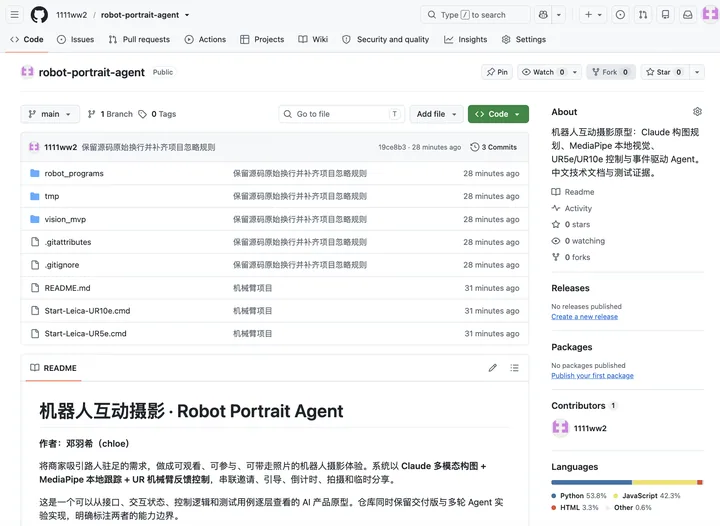 1111ww2 / robot-portrait-agent
Type / to search
Code Issues Pull requests Actions Projects Wiki Security and quality Insights Settings
robot-portrait-agent Public
Pin Watch 0 Fork 0 Star 0
main 1 Branch 0 Tags
Go to file T
Add file Code
1111ww2 保留源码原始换行并补齐项目忽略规则 19ce8b3 · 28 minutes ago 3 Commits
robot_programs 保留源码原始换行并补齐项目忽略规则 28 minutes ago
tmp 保留源码原始换行并补齐项目忽略规则 28 minutes ago
vision_mvp 保留源码原始换行并补齐项目忽略规则 28 minutes ago
.gitattributes 保留源码原始换行并补齐项目忽略规则 28 minutes ago
.gitignore 保留源码原始换行并补齐项目忽略规则 28 minutes ago
README.md 机械臂项目 31 minutes ago
Start-Leica-UR10e.cmd 机械臂项目 31 minutes ago
Start-Leica-UR5e.cmd 机械臂项目 31 minutes ago
README
机器人互动摄影 · Robot Portrait Agent
作者：邓羽希（chloe）
将商家吸引路人驻足的需求，做成可观看、可参与、可带走照片的机器人摄影体验。系统以 Claude 多模态构图 +
MediaPipe 本地跟踪 + UR 机械臂反馈控制，串联邀请、引导、倒计时、拍摄和临时分享。
这是一个可以从接口、交互状态、控制逻辑和测试用例逐层查看的 AI 产品原型。仓库同时保留交付版与多轮 Agent 实
验实现，明确标注两者的能力边界。
About
机器人互动摄影原型：Claude 构图规
划、MediaPipe 本地视觉、
UR5e/UR10e 控制与事件驱动 Agent。
中文技术文档与测试证据。
Readme
Activity
0 stars
0 watching
0 forks
Releases
No releases published
Create a new release
Packages
No packages published
Publish your first package
Contributors 1
1111ww2
Languages
Python 53.8% JavaScript 42.3%
HTML 3.3% Other 0.6%